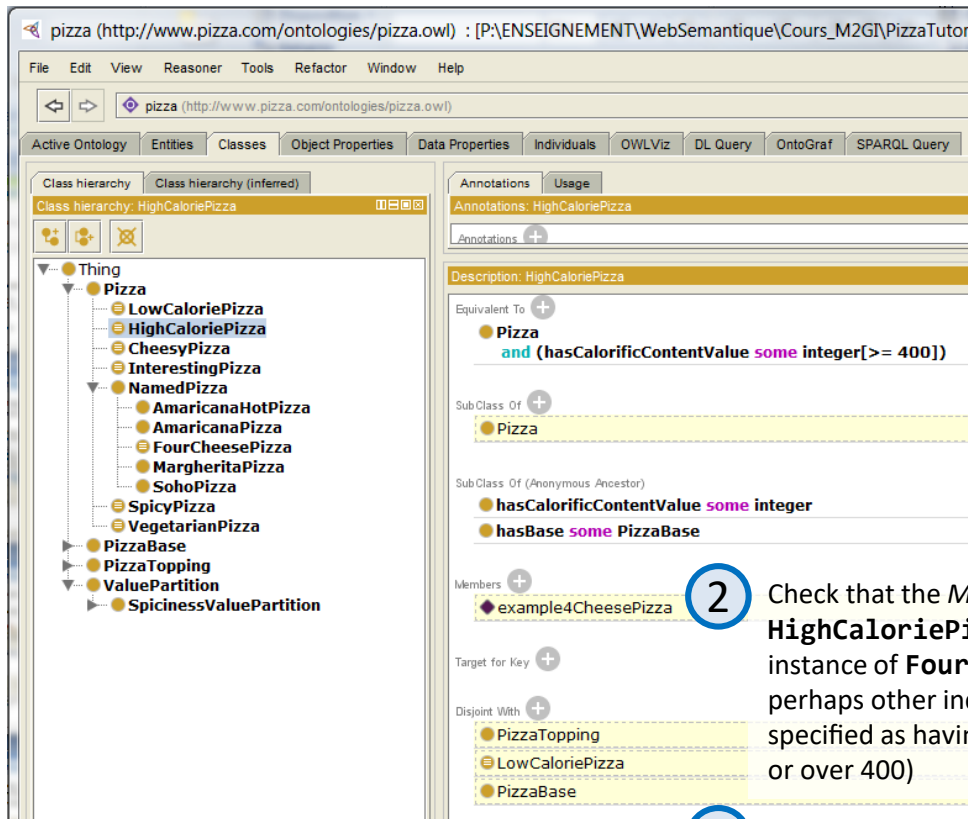 pizza (http://www.pizza.com/ontologies/pizza.owl) : [P:\ENSEIGNEMENT\WebSemantique\Cours_M2GI\PizzaTutor
File Edit View Reasoner Tools Refactor Window Help
pizza (http://www.pizza.com/ontologies/pizza.owl)
Active Ontology Entities Classes Object Properties Data Properties Individuals OWLViz DL Query OntoGraf SPARQL Query
Class hierarchy Class hierarchy (inferred)
Class hierarchy: HighCaloriePizza
Thing
Pizza
LowCaloriePizza
HighCaloriePizza
CheesyPizza
InterestingPizza
NamedPizza
AmaricanaHotPizza
AmaricanaPizza
FourCheesePizza
MargheritaPizza
SohoPizza
SpicyPizza
VegetarianPizza
PizzaBase
PizzaTopping
ValuePartition
SpicinessValuePartition
Annotations Usage
Annotations: HighCaloriePizza
Annotations
Description: HighCaloriePizza
Equivalent To
Pizza
and (hasCalorificContentValue some integer[>= 400])
SubClass Of
Pizza
SubClass Of (Anonymous Ancestor)
hasCalorificContentValue some integer
hasBase some PizzaBase
Members
example4CheesePizza
Target for Key
Disjoint With
PizzaTopping
LowCaloriePizza
PizzaBase
2
Check that the M
HighCaloriePi
instance of Four
perhaps other in
specified as havin
or over 400)